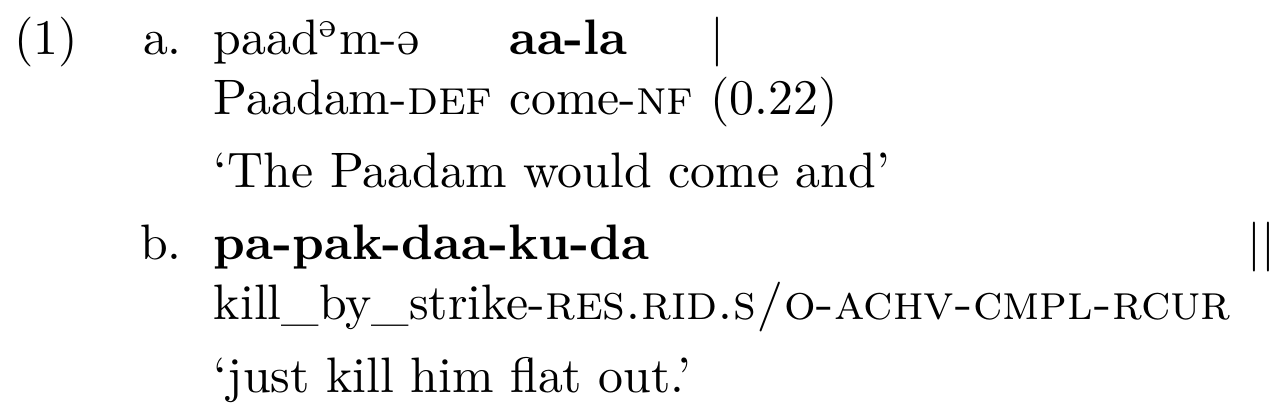 (1) a. paadᵊm-ə aa-la |
Paadam-DEF come-NF (0.22)
‘The Paadam would come and’
b. pa-pak-daa-ku-da ||
kill_by_strike-RES.RID.S/O-ACHV-CMPL-RCUR
‘just kill him flat out.’